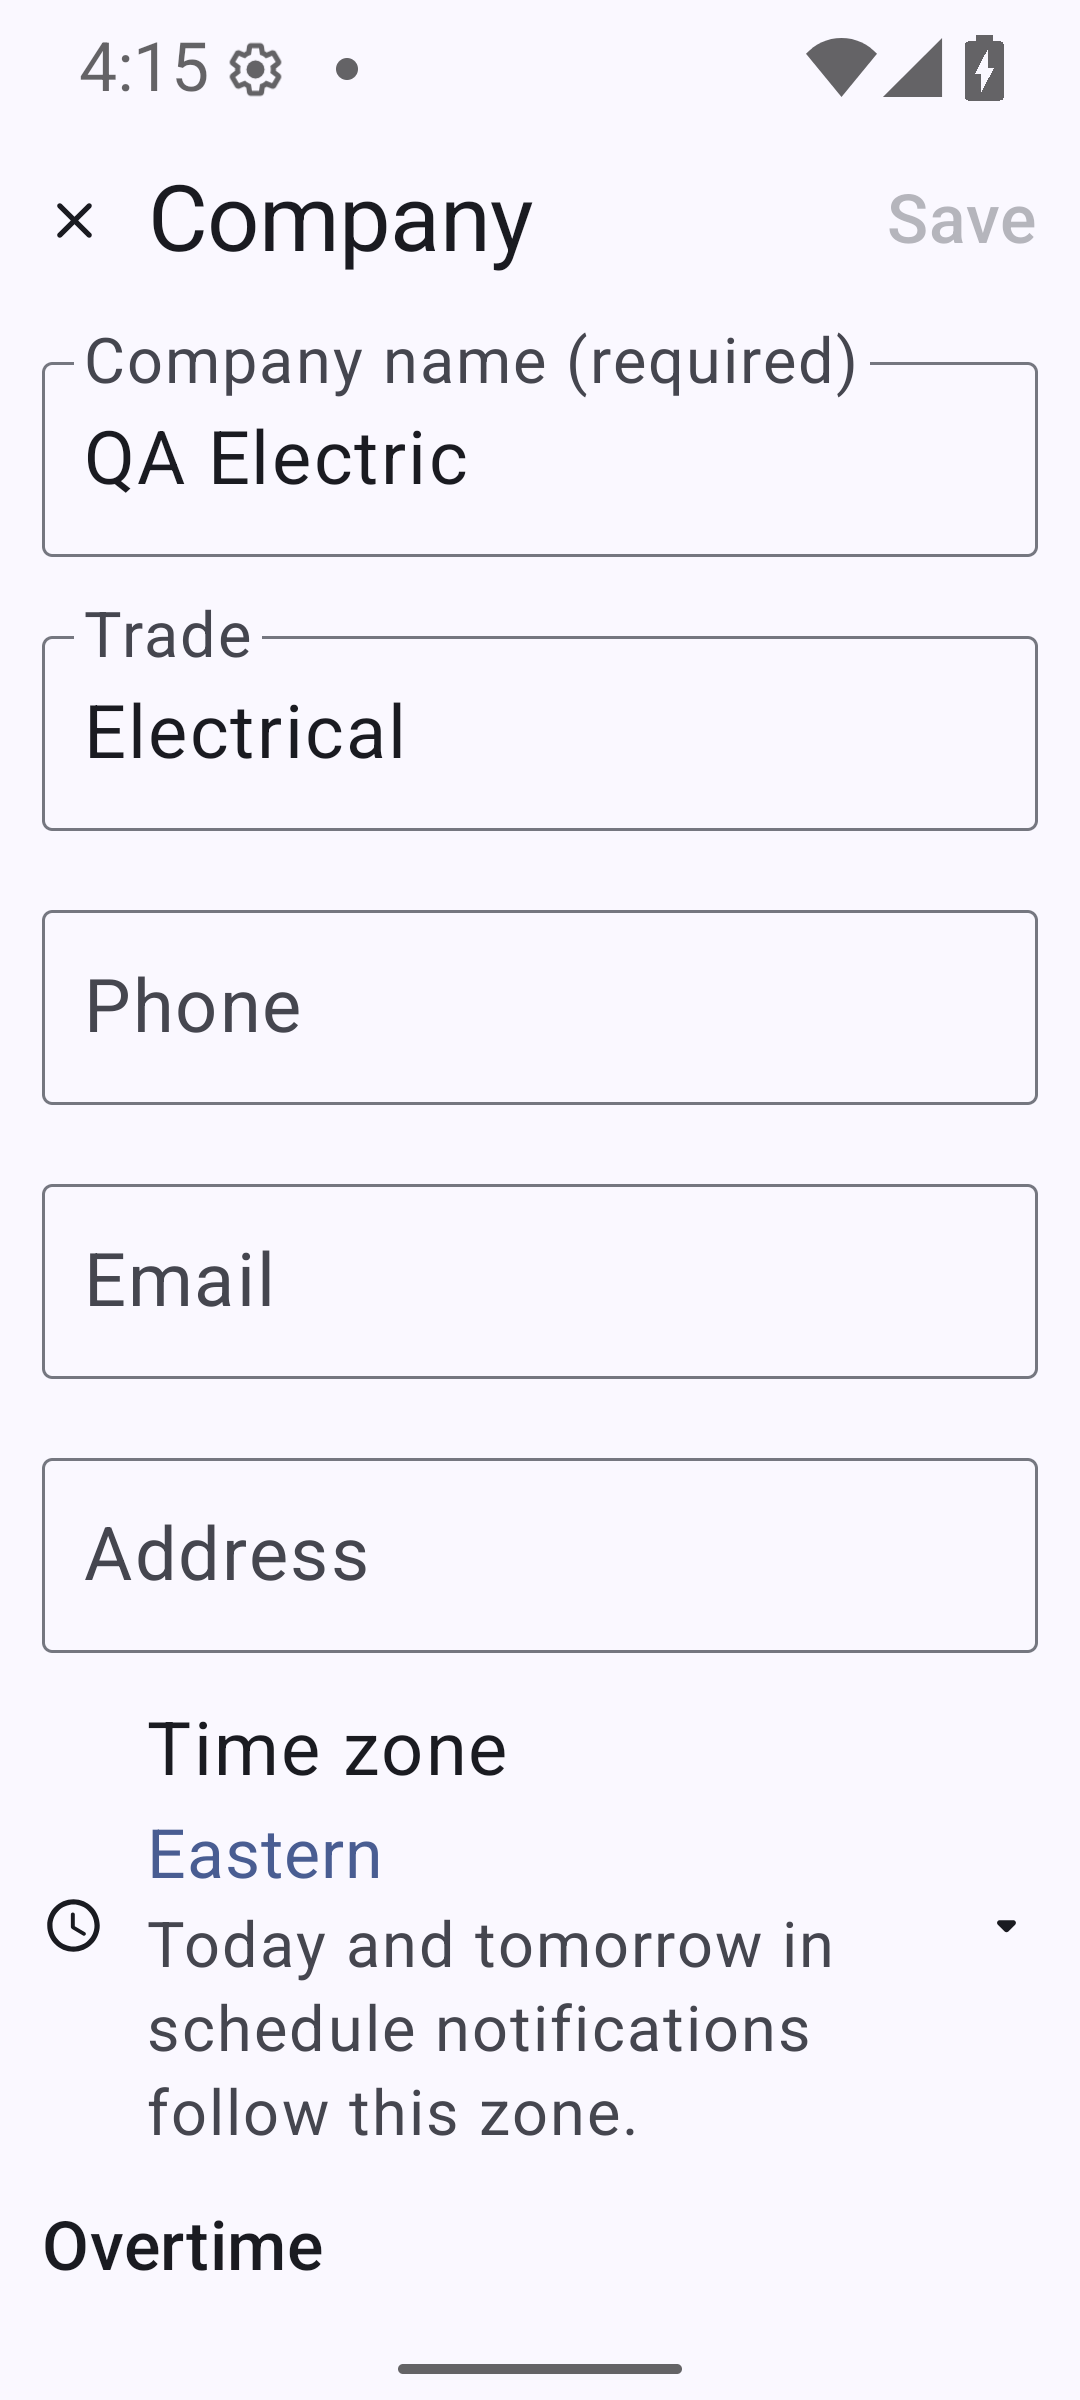 4:15
Company
Save
Company name (required)
QA Electric
Trade
Electrical
Phone
Email
Address
Time zone
Eastern
Today and tomorrow in
schedule notifications
follow this zone.
Overtime